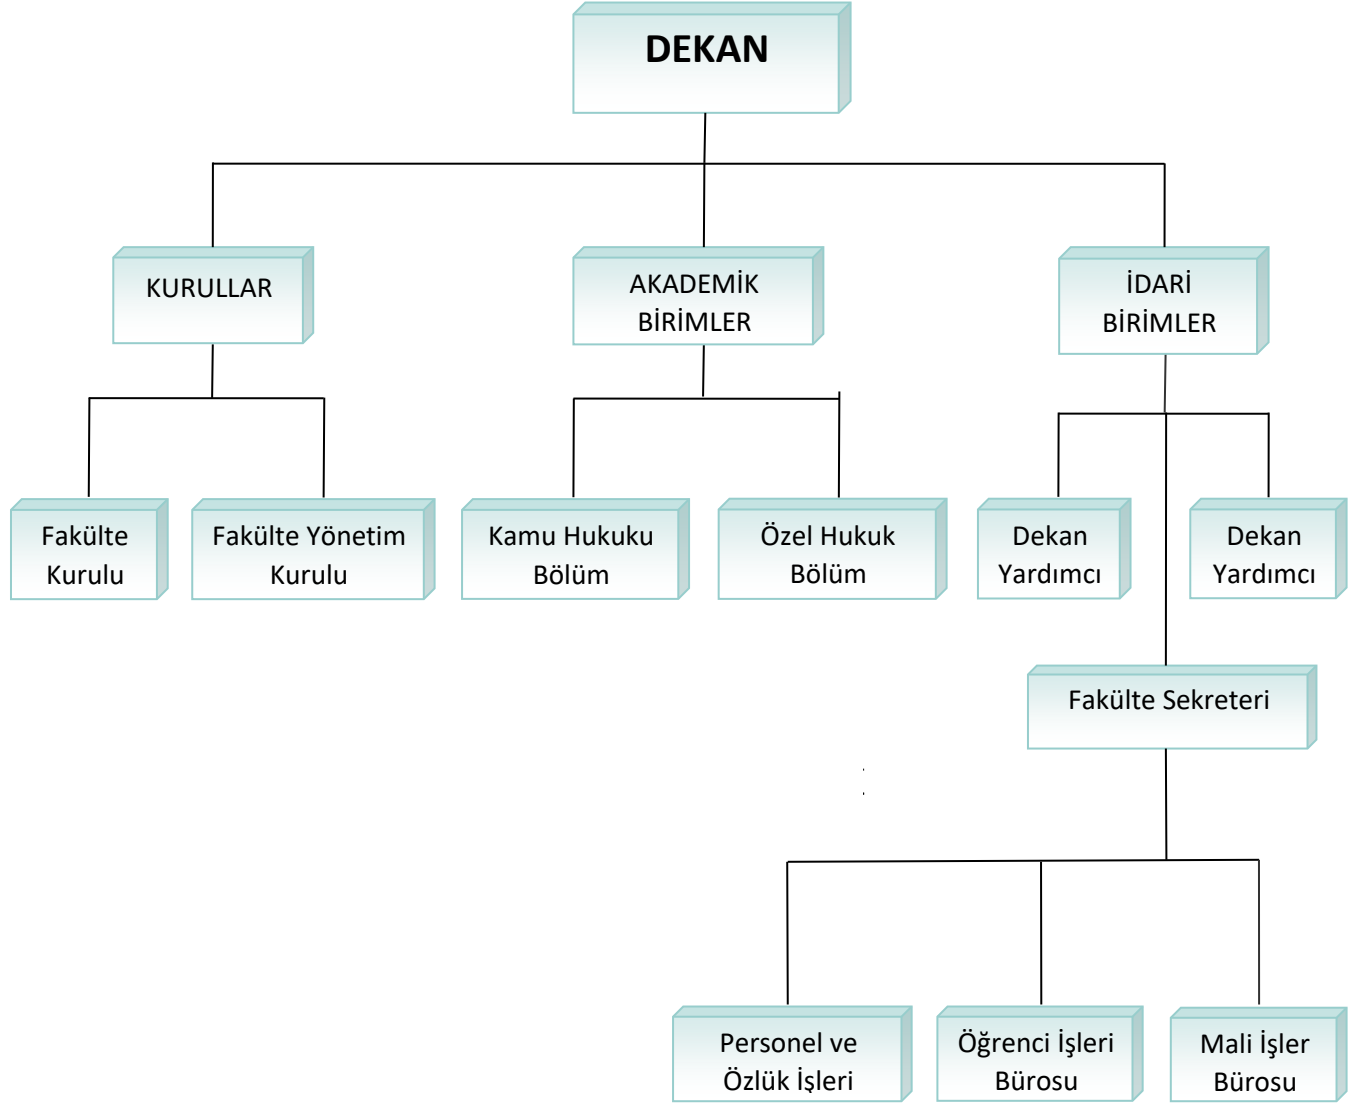 DEKAN
KURULLAR
AKADEMİK
BİRİMLER
İDARİ
BİRİMLER
Fakülte
Kurulu
Fakülte Yönetim
Kurulu
Kamu Hukuku
Bölüm
Özel Hukuk
Bölüm
Dekan
Yardımcı
Dekan
Yardımcı
Fakülte Sekreteri
Personel ve
Özlük İşleri
Öğrenci İşleri
Bürosu
Mali İşler
Bürosu